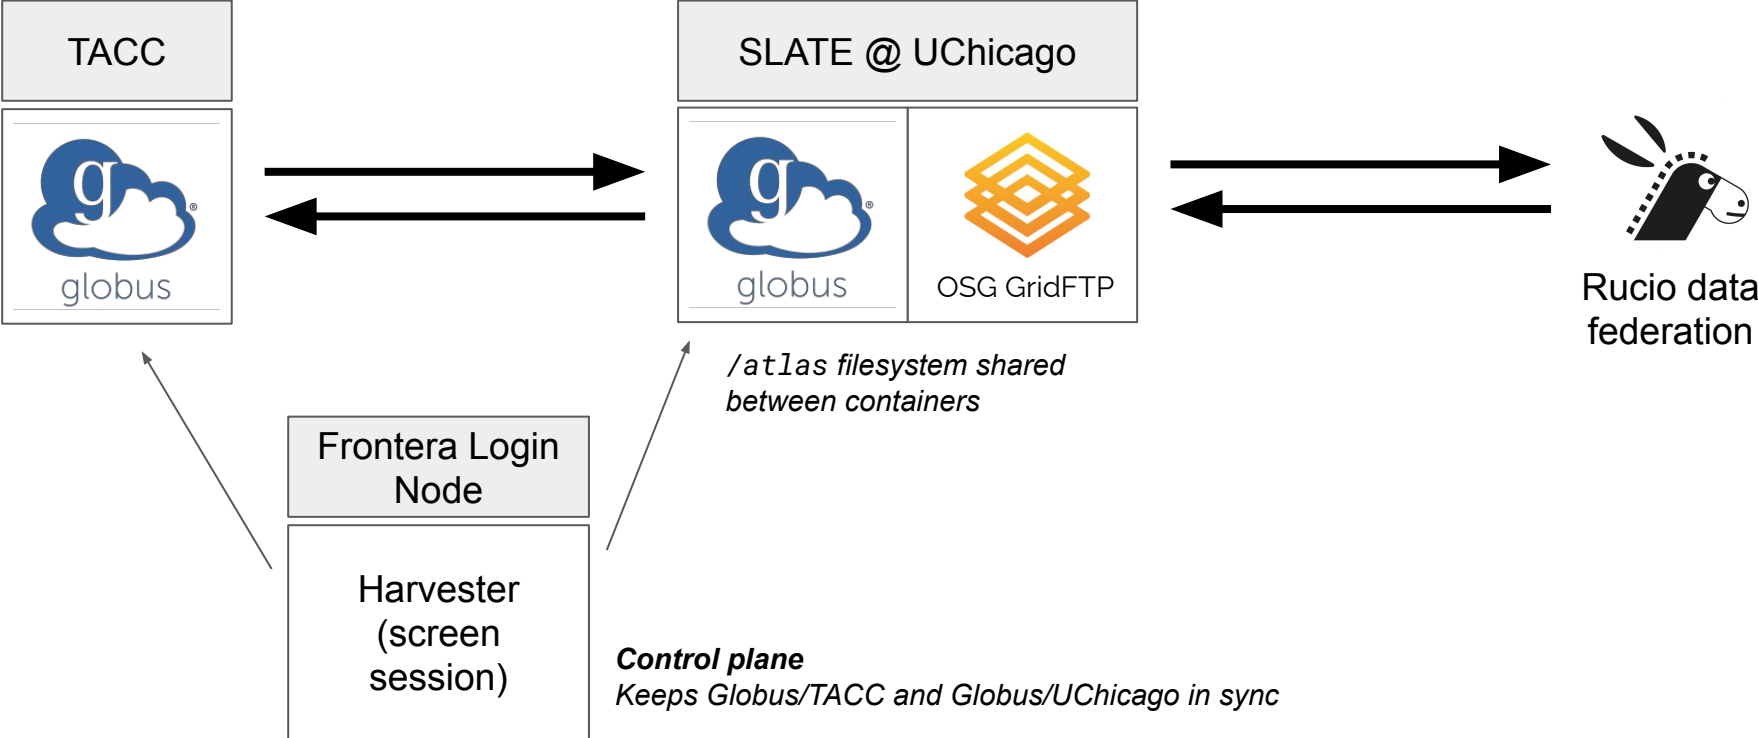 TACC
SLATE @ UChicago
g
®
globus
g
®
globus
OSG GridFTP
Rucio data
federation
/atlas filesystem shared
between containers
Frontera Login
Node
Harvester
(screen
session)
Control plane
Keeps Globus/TACC and Globus/UChicago in sync